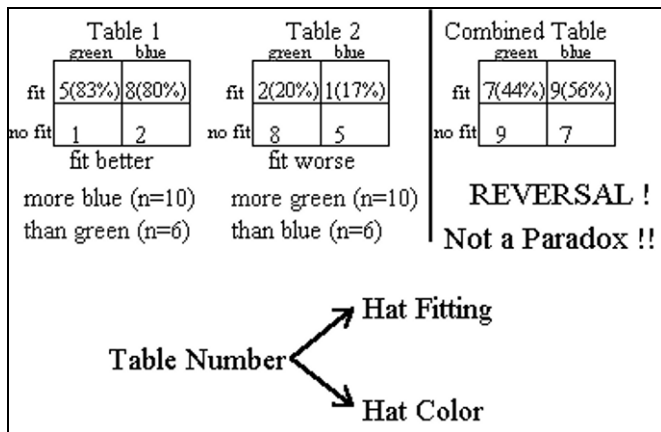 Table 1
green blue
fit 5(83%) 8(80%)
no fit 1 2
fit better
more blue (n=10)
than green (n=6)
Table 2
green blue
fit 2(20%) 1(17%)
no fit 8 5
fit worse
more green (n=10)
than blue (n=6)
Combined Table
green blue
fit 7(44%) 9(56%)
no fit 9 7
REVERSAL !
Not a Paradox !!
Hat Fitting
Table Number
Hat Color